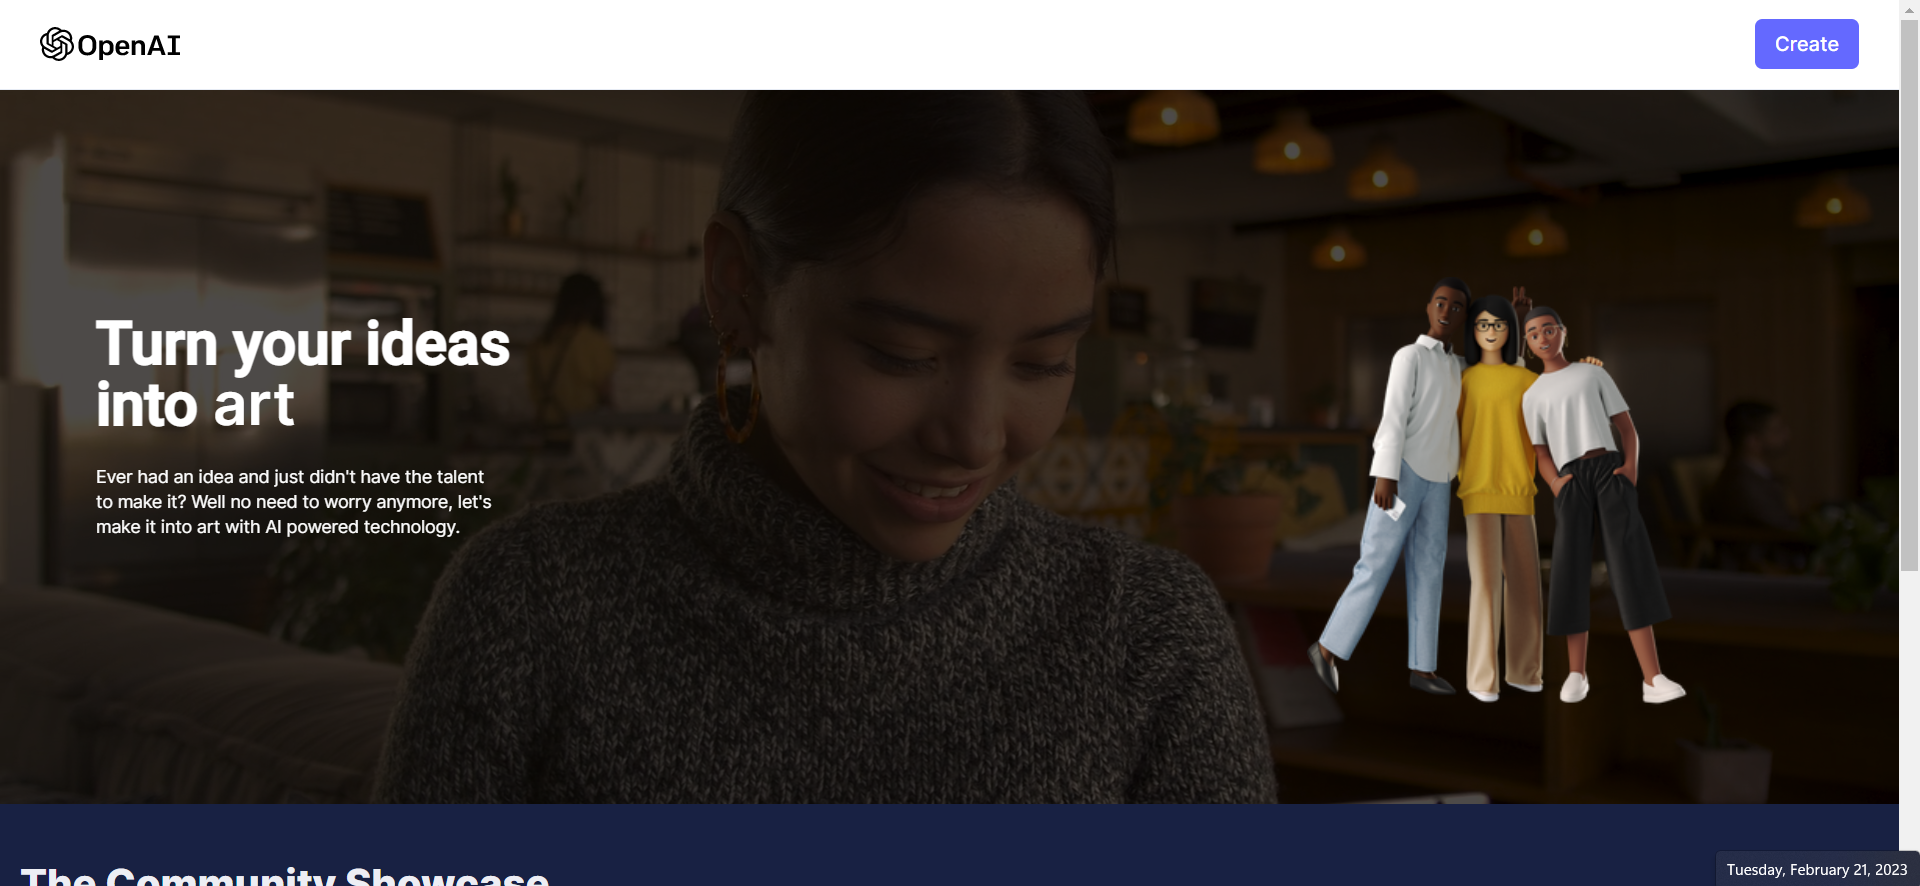 OpenAI
Create
Turn your ideas
into art
Ever had an idea and just didn't have the talent
to make it? Well no need to worry anymore, let's
make it into art with AI powered technology.
The Community Showcase
Tuesday, February 21, 2023